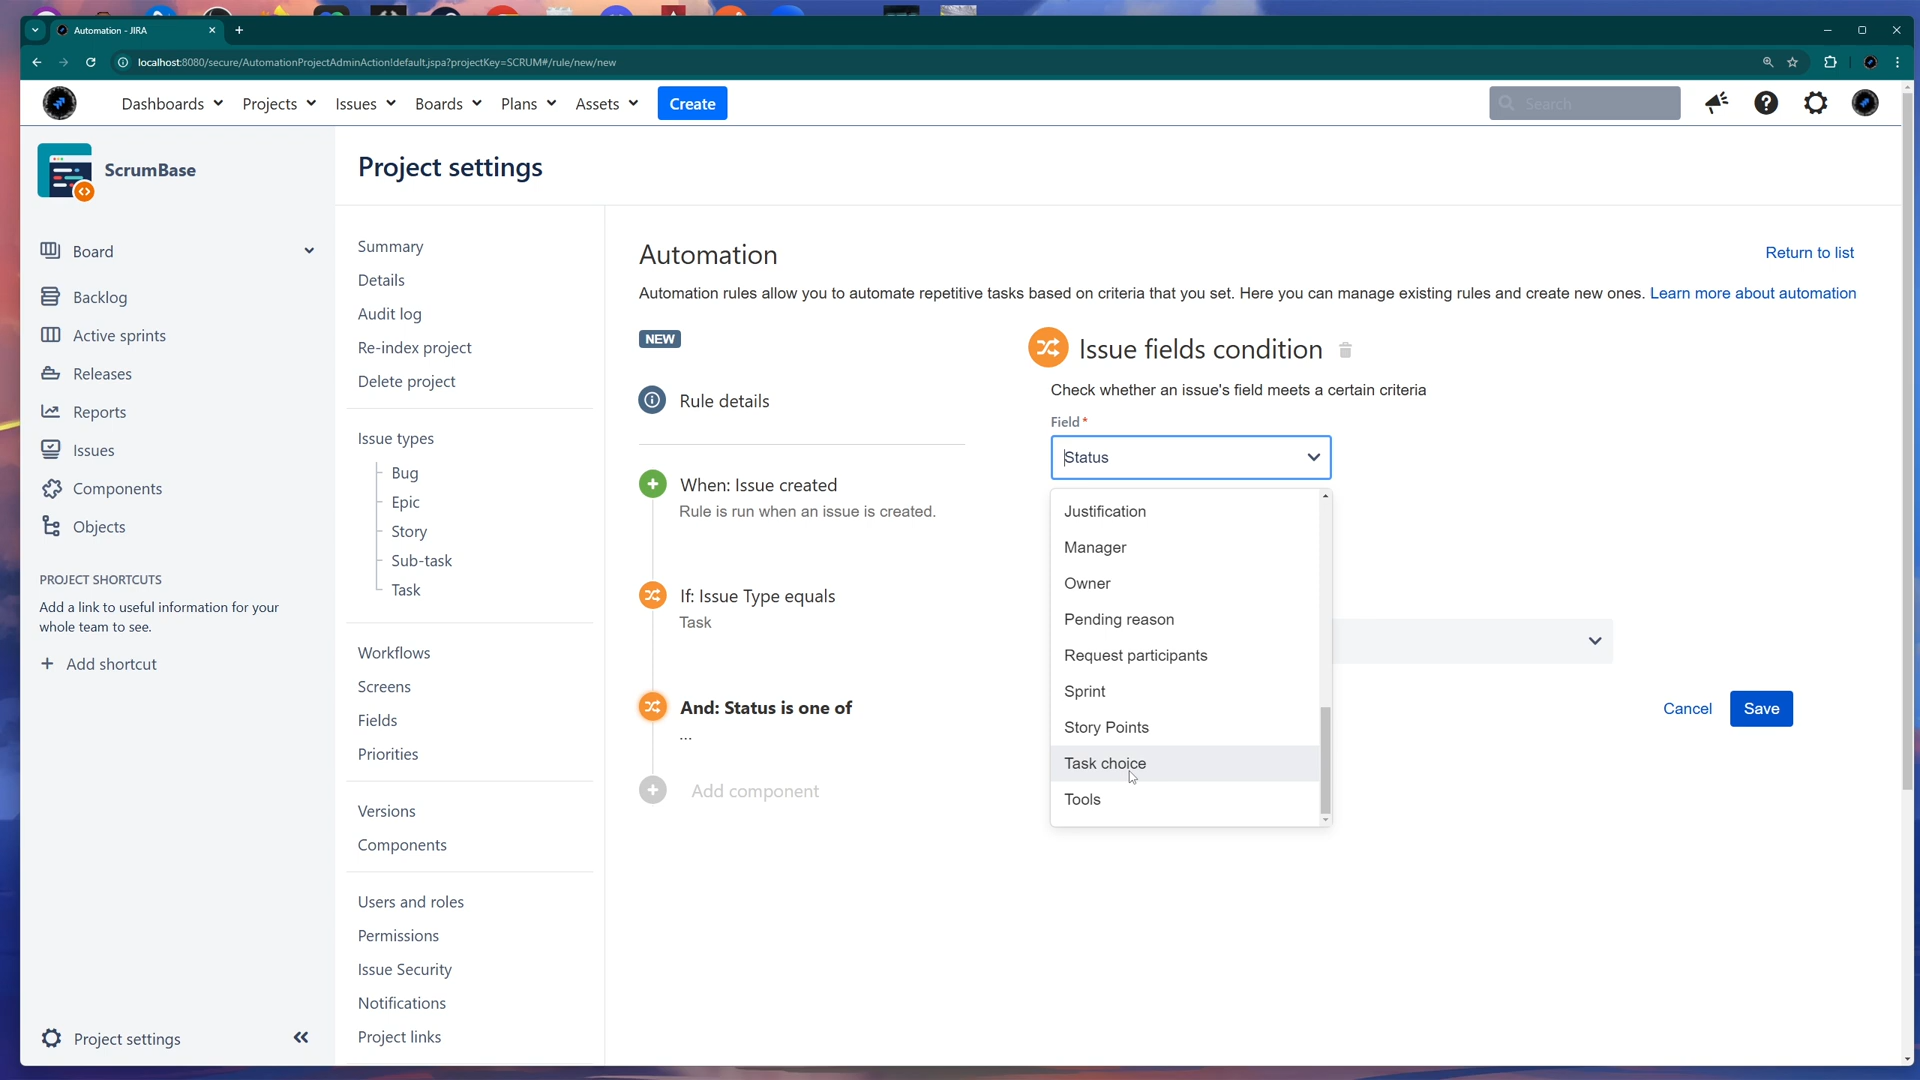 Automation - JIRA
localhost:8080/secure/AutomationProjectAdminAction!default.jspa?projectKey=SCRUM#/rule/new/new
Dashboards
Projects
Issues
Boards
Plans
Assets
Create
Search
ScrumBase
Board
Backlog
Active sprints
Releases
Reports
Issues
Components
Objects
PROJECT SHORTCUTS
Add a link to useful information for your
whole team to see.
+ Add shortcut
Project settings
Project settings
Summary
Details
Audit log
Re-index project
Delete project
Issue types
Bug
Epic
Story
Sub-task
Task
Workflows
Screens
Fields
Priorities
Versions
Components
Users and roles
Permissions
Issue Security
Notifications
Project links
Automation
Return to list
Automation rules allow you to automate repetitive tasks based on criteria that you set. Here you can manage existing rules and create new ones. Learn more about automation
NEW
Rule details
When: Issue created
Rule is run when an issue is created.
If: Issue Type equals
Task
And: Status is one of
...
Add component
Issue fields condition
Check whether an issue's field meets a certain criteria
Field *
Status
Justification
Manager
Owner
Pending reason
Request participants
Sprint
Story Points
Task choice
Tools
Cancel
Save